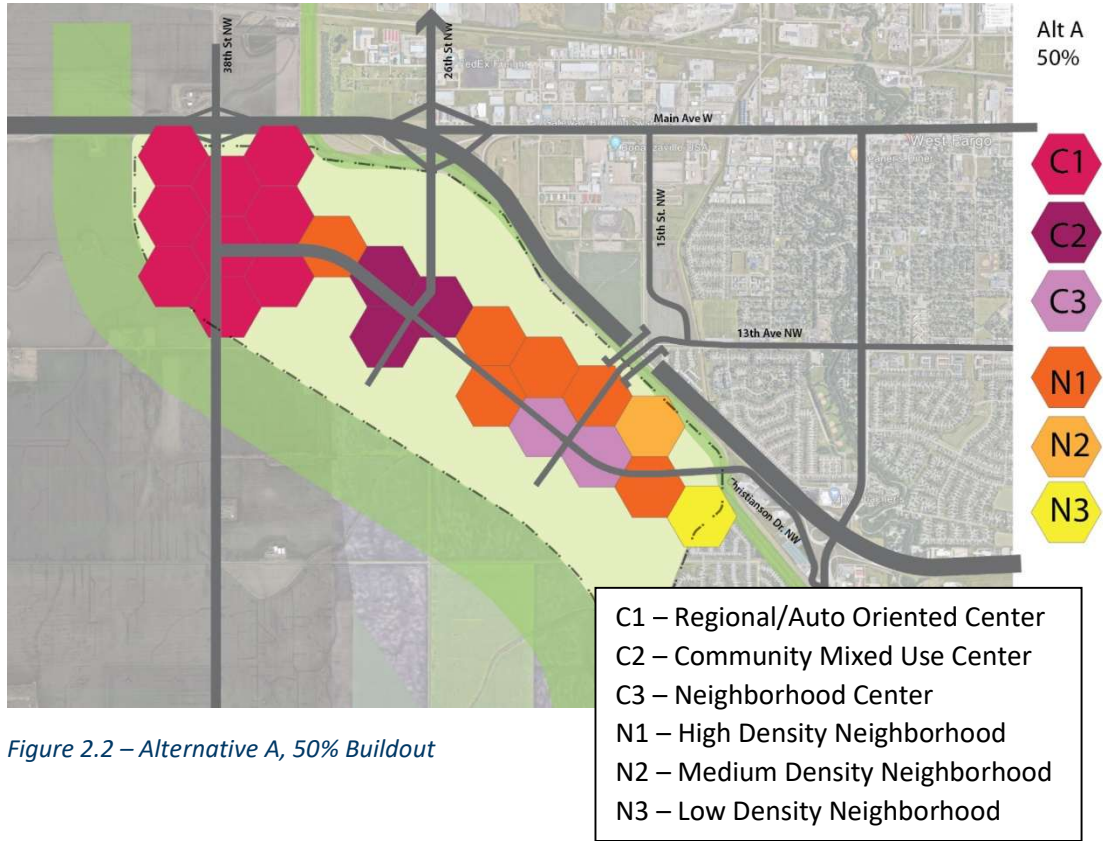 38th St NW
26th St NW
Alt A
50%
FedEx Freight
Main Ave W
West Fargo
15th St. NW
13th Ave NW
Christianson Dr. NW
C1
C2
C3
N1
N2
N3
C1 – Regional/Auto Oriented Center
C2 – Community Mixed Use Center
C3 – Neighborhood Center
N1 – High Density Neighborhood
N2 – Medium Density Neighborhood
N3 – Low Density Neighborhood
Figure 2.2 – Alternative A, 50% Buildout